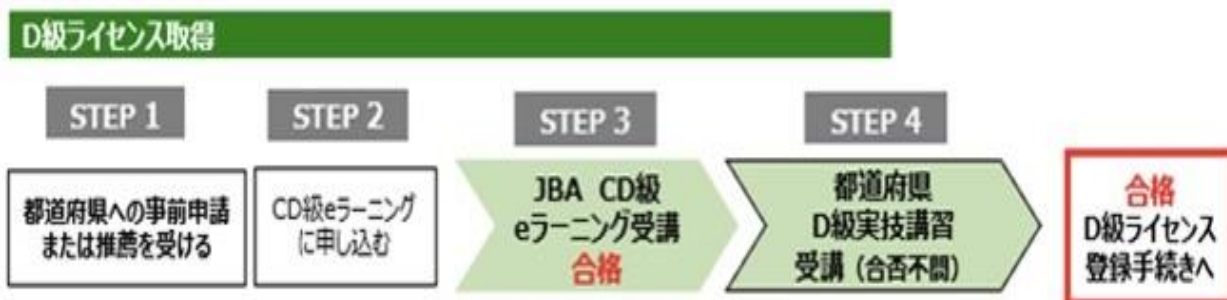 D級ライセンス取得
STEP 1
STEP 2
STEP 3
STEP 4
都道府県への事前申請
または推薦を受ける
CD級eラーニング
に申し込む
JBA CD級
eラーニング受講
合格
都道府県
D級実技講習
受講（合否不問）
合格
D級ライセンス
登録手続きへ